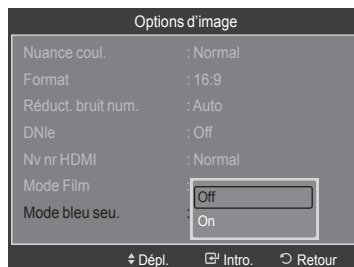 Options d'image
Nuance coul. : Normal
Format : 16:9
Réduct. bruit num. : Auto
DNIe : Off
Nv nr HDMI : Normal
Mode Film :
Mode bleu seu. :
Off
On
Dépl. Intro. Retour